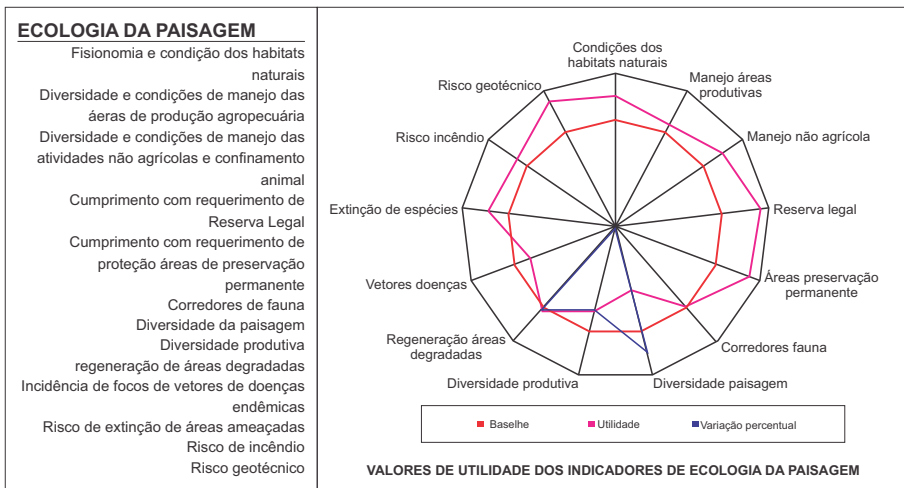 ECOLOGIA DA PAISAGEM
Fisionomia e condição dos habitats
naturais
Diversidade e condições de manejo das
áeras de produção agropecuária
Diversidade e condições de manejo das
atividades não agrícolas e confinamento
animal
Cumprimento com requerimento de
Reserva Legal
Cumprimento com requerimento de
proteção áreas de preservação
permanente
Corredores de fauna
Diversidade da paisagem
Diversidade produtiva
regeneração de áreas degradadas
Incidência de focos de vetores de doenças
endêmicas
Risco de extinção de áreas ameaçadas
Risco de incêndio
Risco geotécnico
Condições dos
habitats naturais
Manejo áreas
produtivas
Manejo não agrícola
Reserva legal
Áreas preservação
permanente
Corredores fauna
Diversidade paisagem
Diversidade produtiva
Regeneração áreas
degradadas
Vetores doenças
Extinção de espécies
Risco incêndio
Risco geotécnico
Baselhe
Utilidade
Variação percentual
VALORES DE UTILIDADE DOS INDICADORES DE ECOLOGIA DA PAISAGEM